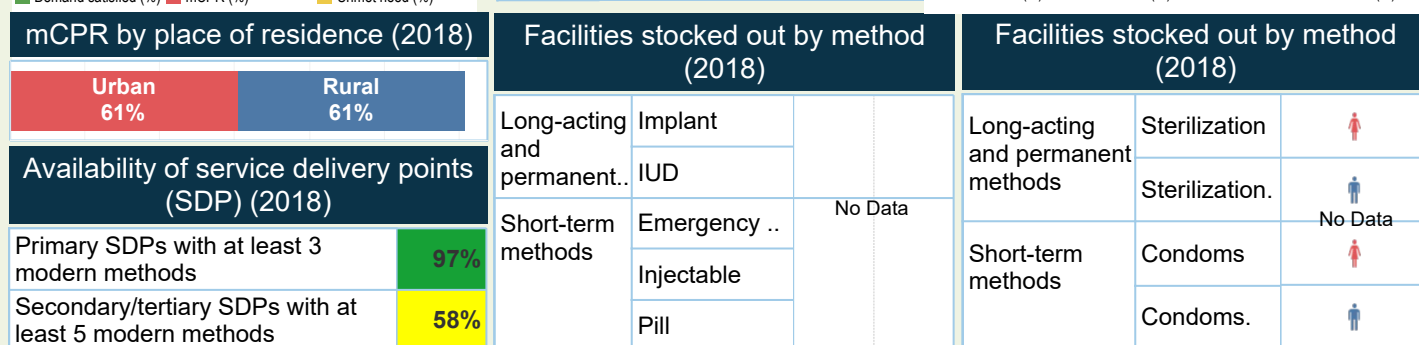 mCPR by place of residence (2018)
Urban
61%
Rural
61%
Availability of service delivery points
(SDP) (2018)
Primary SDPs with at least 3
modern methods
97%
Secondary/tertiary SDPs with at
least 5 modern methods
58%
Facilities stocked out by method
(2018)
Long-acting
and
permanent..
Implant
IUD
Short-term
methods
Emergency ..
Injectable
Pill
No Data
Facilities stocked out by method
(2018)
Long-acting
and permanent
methods
Sterilization
Sterilization.
Short-term
methods
Condoms
Condoms.
No Data